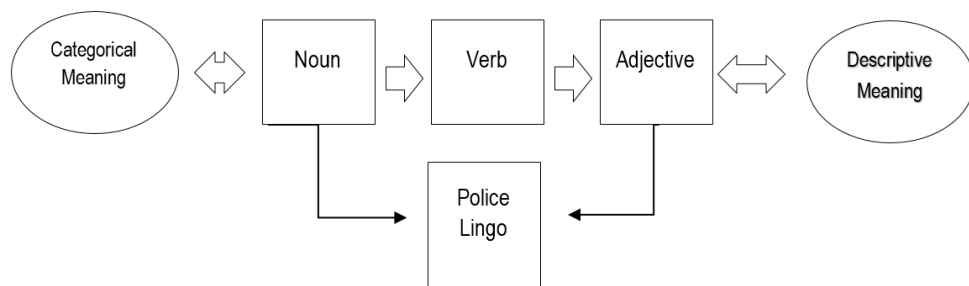 Categorical
Meaning
Noun
Verb
Adjective
Descriptive
Meaning
Police
Lingo